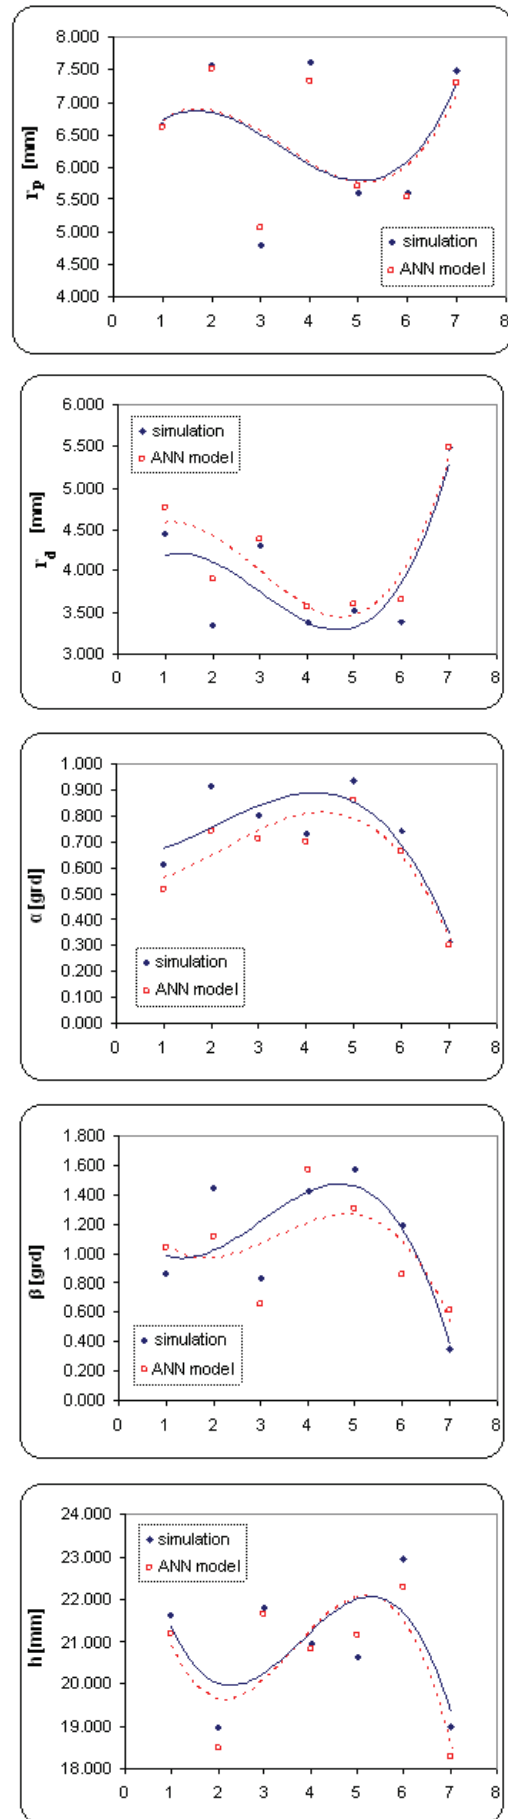 8.000
7.500
7.000
6.500
6.000
5.500
5.000
4.500
4.000
rp [mm]
simulation
ANN model
0 1 2 3 4 5 6 7 8
6.000
5.500
5.000
4.500
4.000
3.500
3.000
rd [mm]
simulation
ANN model
0 1 2 3 4 5 6 7 8
1.000
0.900
0.800
0.700
0.600
0.500
0.400
0.300
0.200
0.100
0.000
α [grd]
simulation
ANN model
0 1 2 3 4 5 6 7 8
1.800
1.600
1.400
1.200
1.000
0.800
0.600
0.400
0.200
0.000
β [grd]
simulation
ANN model
0 1 2 3 4 5 6 7 8
24.000
23.000
22.000
21.000
20.000
19.000
18.000
h [mm]
simulation
ANN model
0 1 2 3 4 5 6 7 8